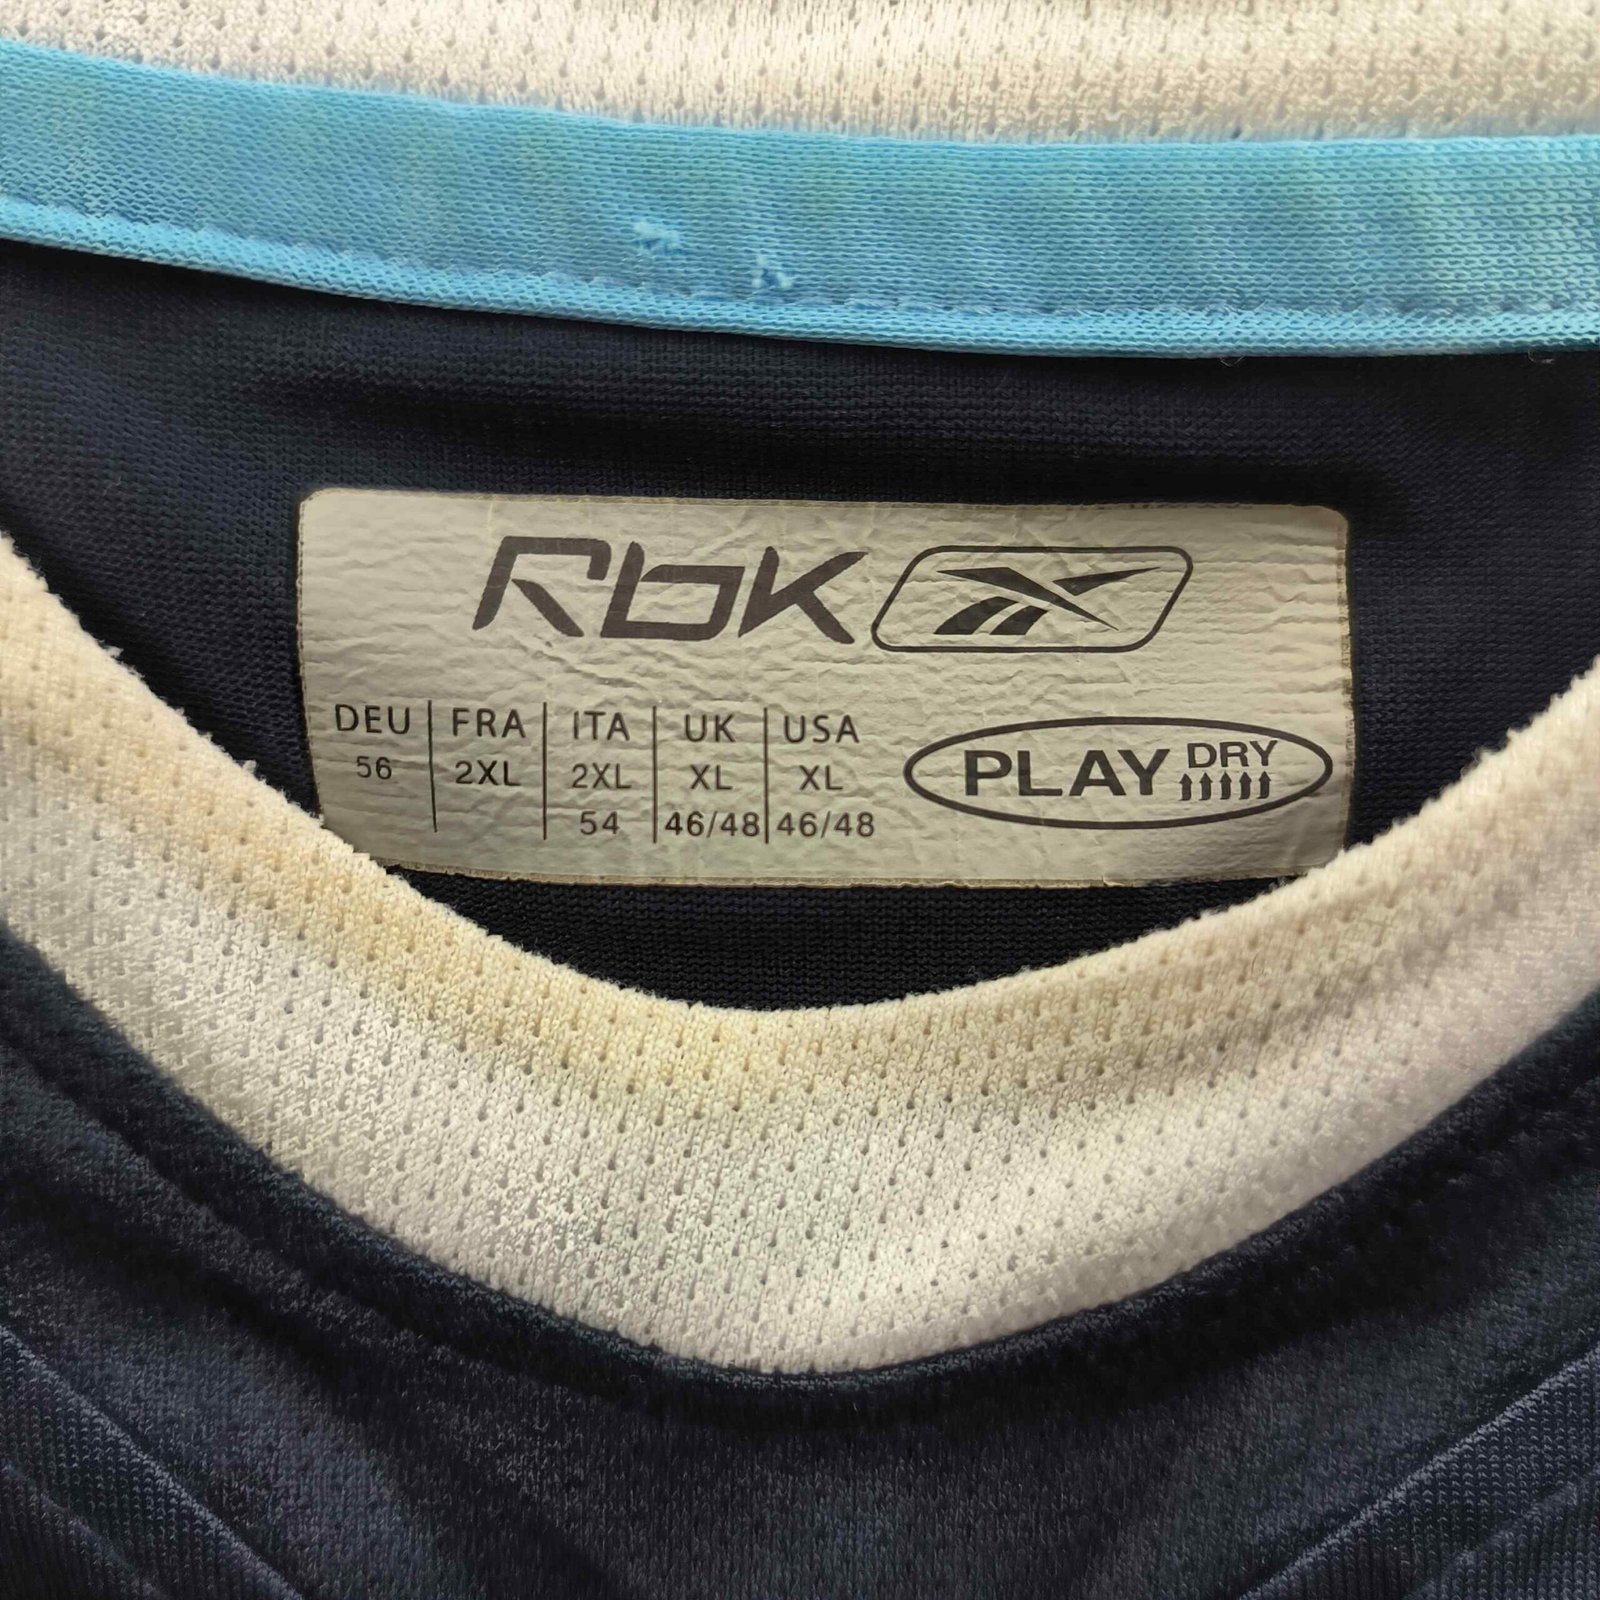 Rbk
DEU FRA ITA UK USA
56 2XL 2XL XL XL
54 46/48 46/48
PLAY DRY